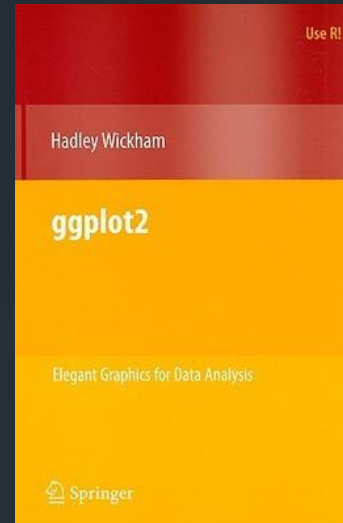 Use R!
Hadley Wickham
ggplot2
Elegant Graphics for Data Analysis
Springer